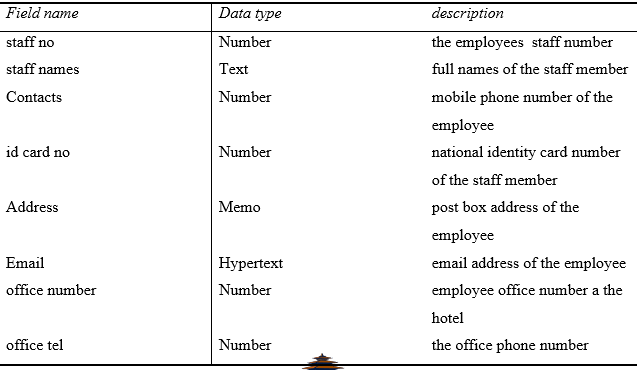 Field name Data type description
staff no Number the employees staff number
staff names Text full names of the staff member
Contacts Number mobile phone number of the
employee
id card no Number national identity card number
of the staff member
Address Memo post box address of the
employee
Email Hypertext email address of the employee
office number Number employee office number a the
hotel
office tel Number the office phone number